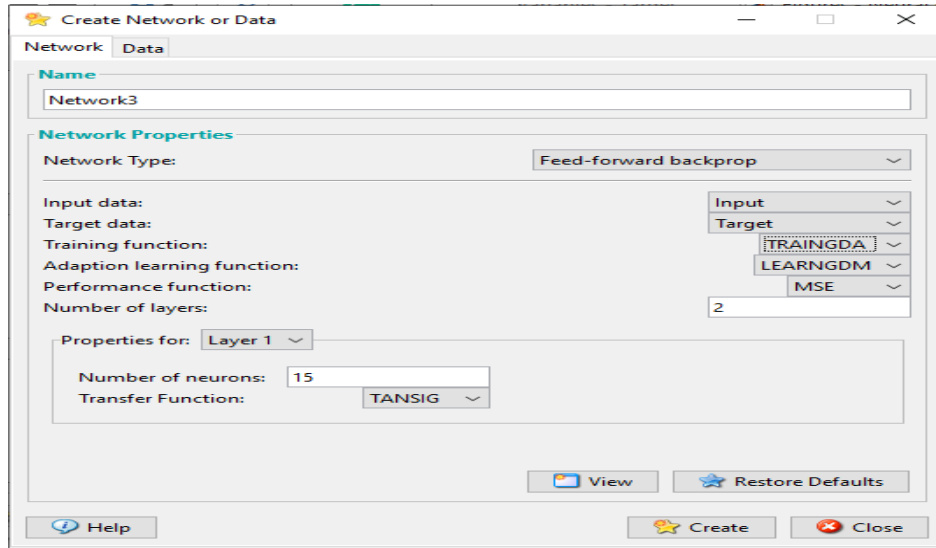 Create Network or Data
Network Data
Name
Network3
Network Properties
Network Type: Feed-forward backprop
Input data: Input
Target data: Target
Training function: TRAINGDA
Adaption learning function: LEARNGDM
Performance function: MSE
Number of layers: 2
Properties for: Layer 1
Number of neurons: 15
Transfer Function: TANSIG
View Restore Defaults
Help Create Close